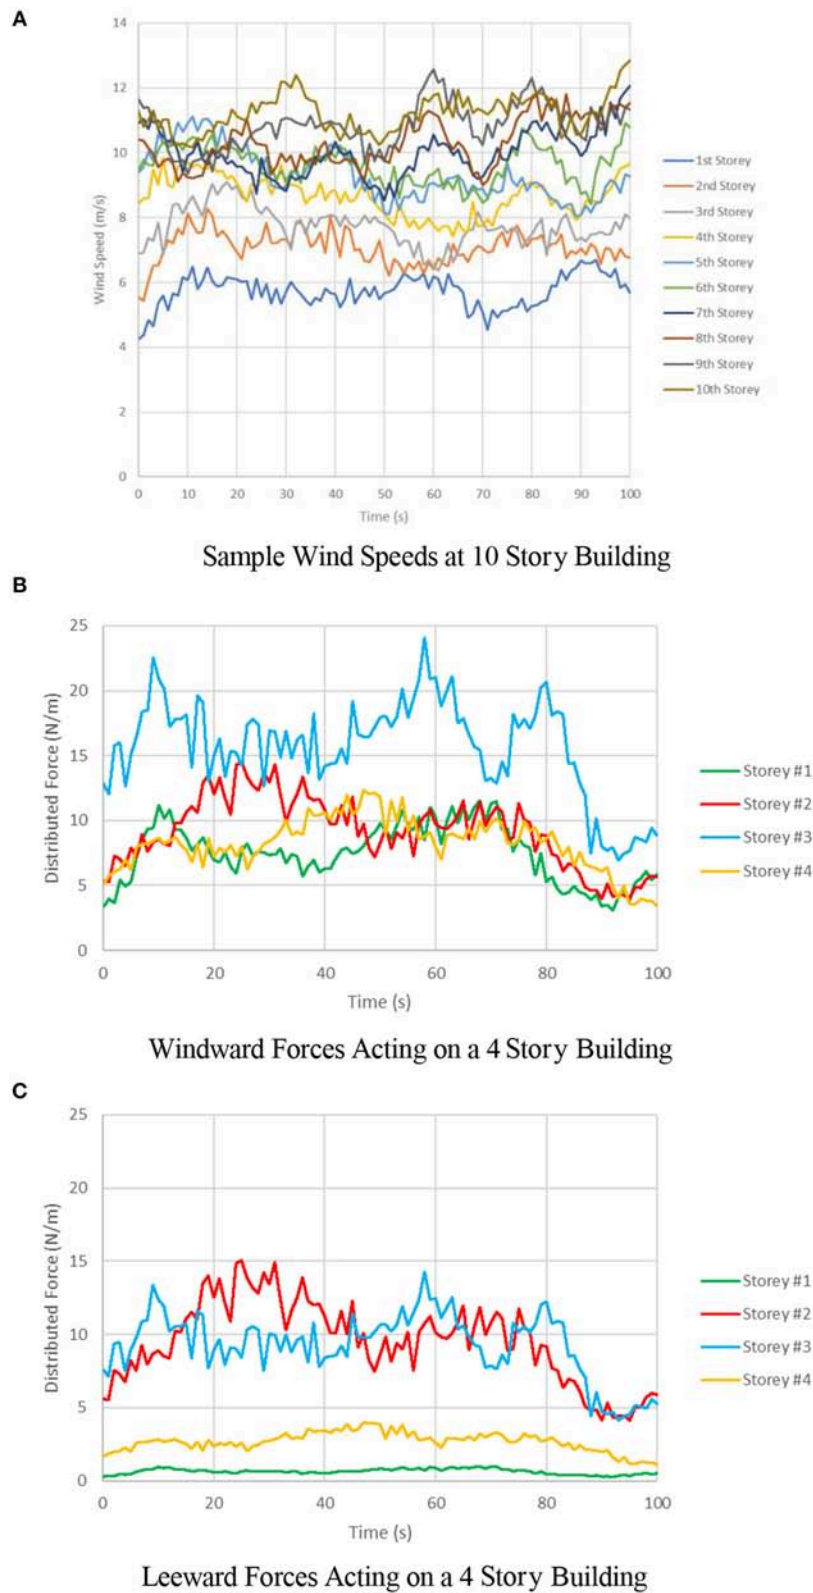 A
14
12
10
8
6
4
2
0
Wind Speed (m/s)
0 10 20 30 40 50 60 70 80 90 100
Time (s)
1st Storey
2nd Storey
3rd Storey
4th Storey
5th Storey
6th Storey
7th Storey
8th Storey
9th Storey
10th Storey
Sample Wind Speeds at 10 Story Building
B
25
20
15
10
5
0
Distributed Force (N/m)
0 20 40 60 80 100
Time (s)
Storey #1
Storey #2
Storey #3
Storey #4
Windward Forces Acting on a 4 Story Building
C
25
20
15
10
5
0
Distributed Force (N/m)
0 20 40 60 80 100
Time (s)
Storey #1
Storey #2
Storey #3
Storey #4
Leeward Forces Acting on a 4 Story Building